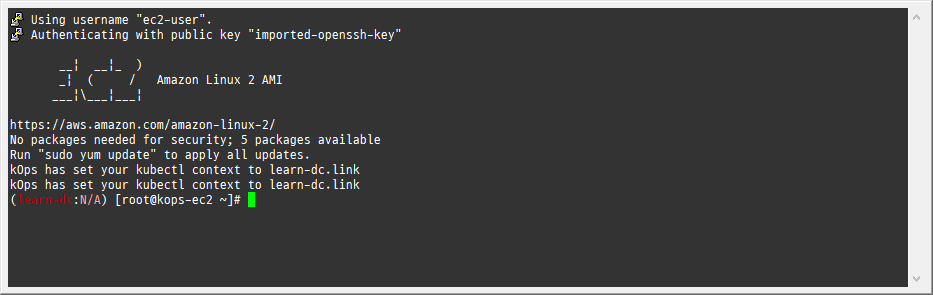 Using username "ec2-user".
Authenticating with public key "imported-openssh-key"
       __¦  __¦_  )
       _¦  (     /   Amazon Linux 2 AMI
      ___¦\___¦___¦
https://aws.amazon.com/amazon-linux-2/
No packages needed for security; 5 packages available
Run "sudo yum update" to apply all updates.
kOps has set your kubectl context to learn-dc.link
kOps has set your kubectl context to learn-dc.link
(learn-dc:N/A) [root@kops-ec2 ~]#